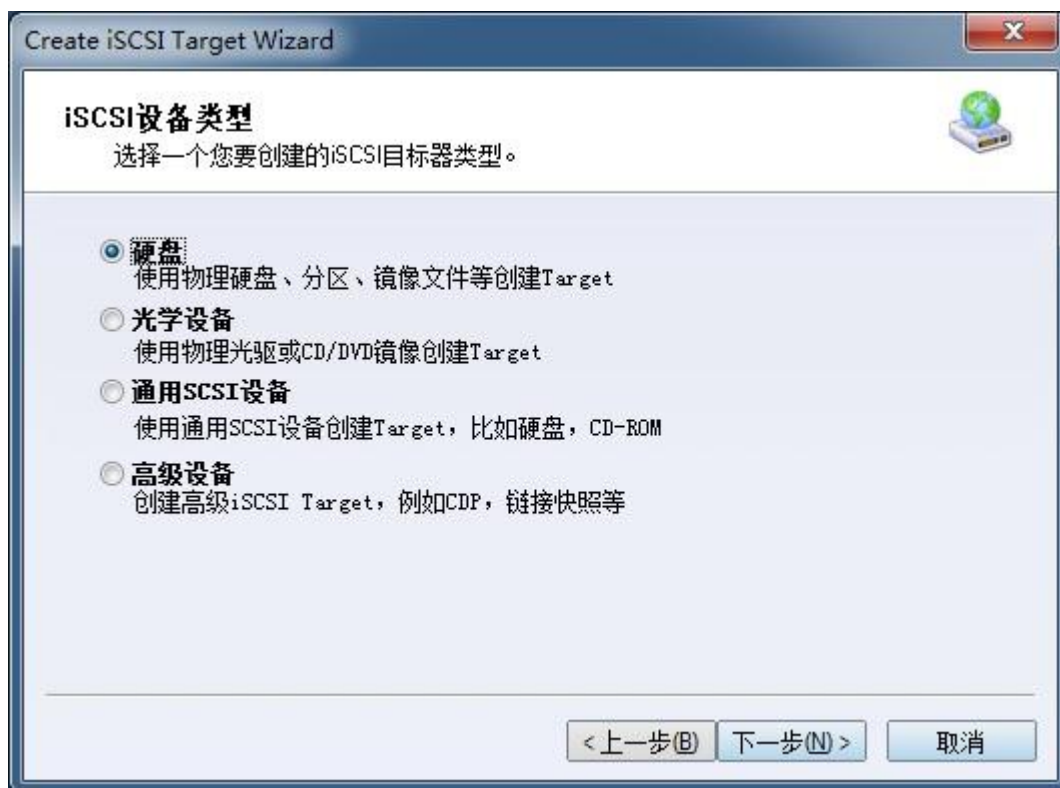 Create iSCSI Target Wizard
iSCSI设备类型
选择一个您要创建的iSCSI目标器类型。
硬盘
使用物理硬盘、分区、镜像文件等创建Target
光学设备
使用物理光驱或CD/DVD镜像创建Target
通用SCSI设备
使用通用SCSI设备创建Target，比如硬盘，CD-ROM
高级设备
创建高级iSCSI Target，例如CDP，链接快照等
<上一步(B) 下一步(N)> 取消